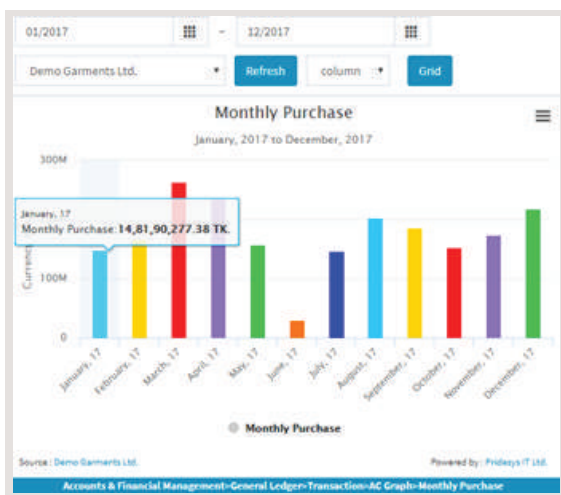 01/2017 - 12/2017
Demo Garments Ltd. Refresh column Grid
Monthly Purchase
January, 2017 to December, 2017
300M
January, 17
Monthly Purchase: 14,81,90,277.38 TK.
Currency
100M
0
January, 17 February, 17 March, 17 April, 17 May, 17 June, 17 July, 17 August, 17 September, 17 October, 17 November, 17 December, 17
Monthly Purchase
Source : Demo Garments Ltd. Powered by : Pridesys IT Ltd.
Accounts & Financial Management>General Ledger>Transaction>AC Graph>Monthly Purchase